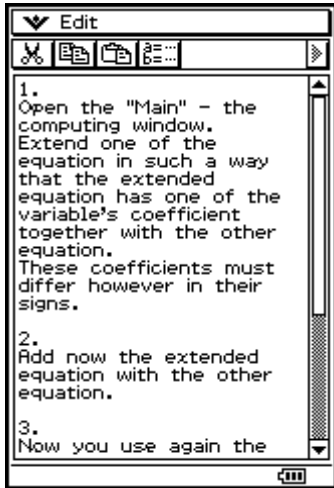 Edit
1.
Open the "Main" - the
computing window.
Extend one of the
equation in such a way
that the extended
equation has one of the
variable's coefficient
together with the other
equation.
These coefficients must
differ however in their
signs.
2.
Add now the extended
equation with the other
equation.
3.
Now you use again the